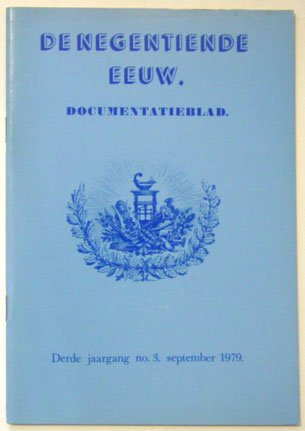 DE NEGENTIENDE
EEUW.
DOCUMENTATIEBLAD.
Derde jaargang no. 3, september 1979.